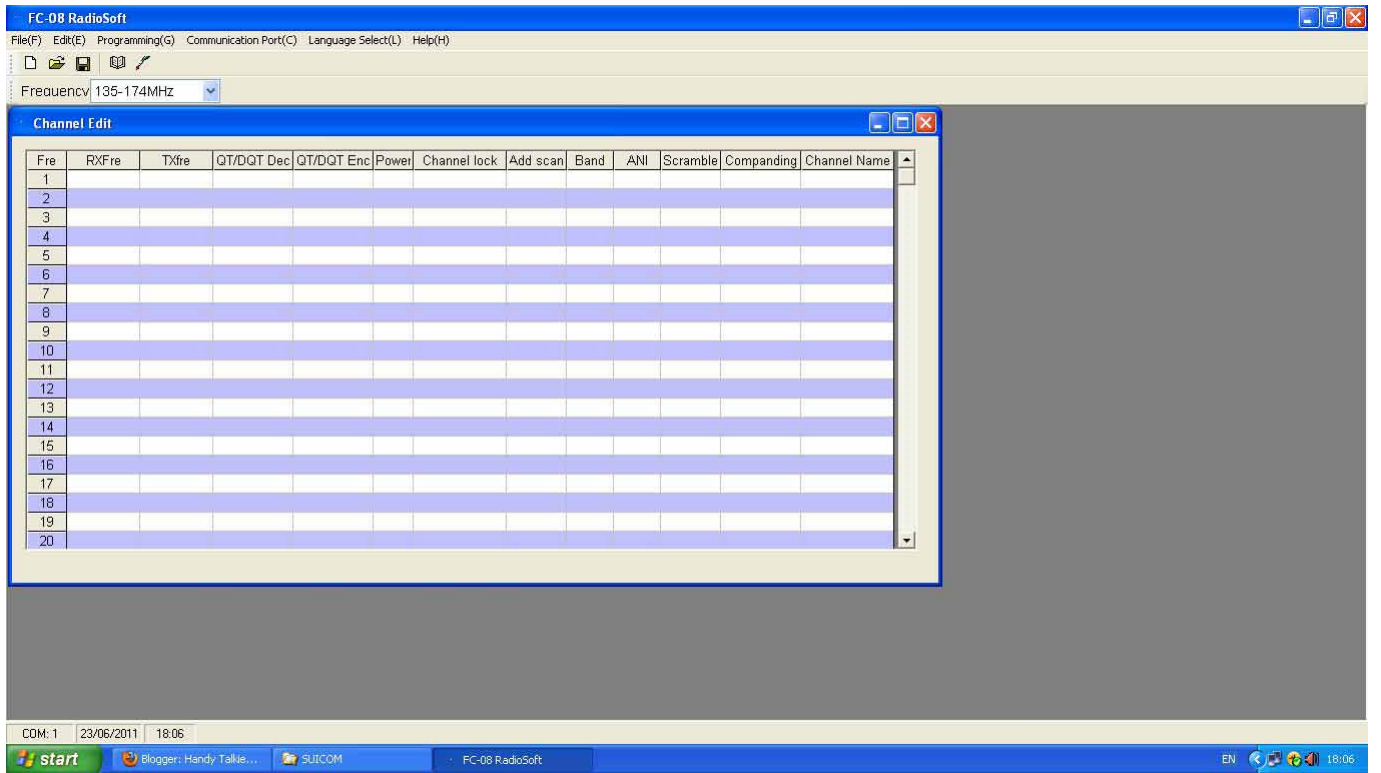 FC-08 RadioSoft
File(F) Edit(E) Programming(G) Communication Port(C) Language Select(L) Help(H)
Frequency 135-174MHz
Channel Edit
Fre RXFre TXfre QT/DQT Dec QT/DQT Enc Power Channel lock Add scan Band ANI Scramble Companding Channel Name
1
2
3
4
5
6
7
8
9
10
11
12
13
14
15
16
17
18
19
20
COM: 1 23/06/2011 18:06
start Blogger: Handy Talkie... SUICOM FC-08 RadioSoft EN 18:06